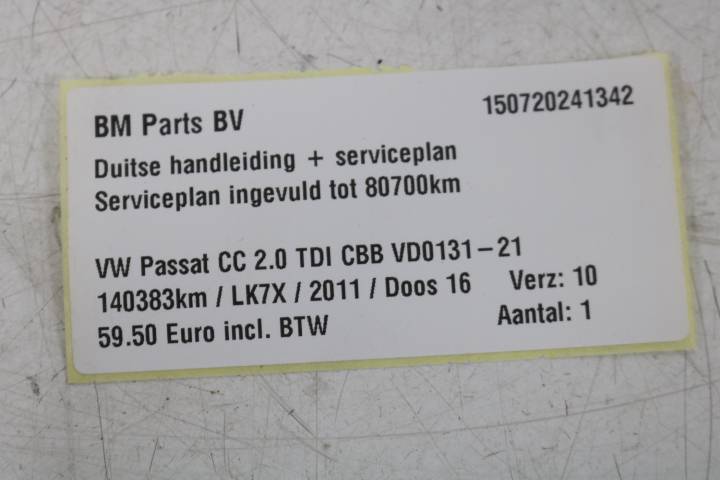 BM Parts BV 150720241342
Duitse handleiding + serviceplan
Serviceplan ingevuld tot 80700km
VW Passat CC 2.0 TDI CBB VD0131-21
140383km / LK7X / 2011 / Doos 16 Verz: 10
59.50 Euro incl. BTW Aantal: 1